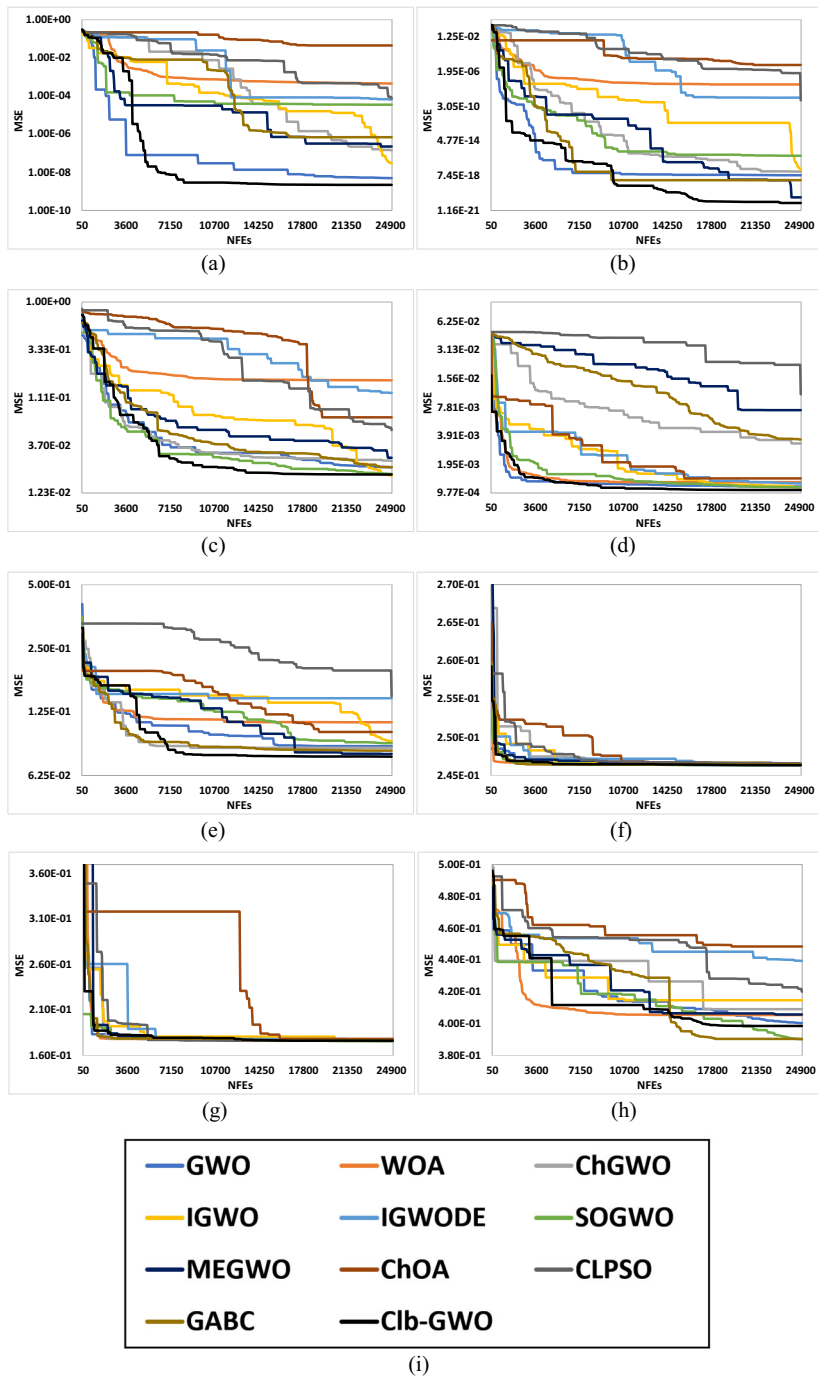 1.00E+00
1.00E-02
1.00E-04
1.00E-06
1.00E-08
1.00E-10
MSE
50 3600 7150 10700 14250 17800 21350 24900
NFEs
(a)
1.25E-02
1.95E-06
3.05E-10
4.77E-14
7.45E-18
1.16E-21
MSE
50 3600 7150 10700 14250 17800 21350 24900
NFEs
(b)
1.00E+00
3.33E-01
1.11E-01
3.70E-02
1.23E-02
MSE
50 3600 7150 10700 14250 17800 21350 24900
NFEs
(c)
6.25E-02
3.13E-02
1.56E-02
7.81E-03
3.91E-03
1.95E-03
9.77E-04
MSE
50 3600 7150 10700 14250 17800 21350 24900
NFEs
(d)
5.00E-01
2.50E-01
1.25E-01
6.25E-02
MSE
50 3600 7150 10700 14250 17800 21350 24900
NFEs
(e)
2.70E-01
2.65E-01
2.60E-01
2.55E-01
2.50E-01
2.45E-01
MSE
50 3600 7150 10700 14250 17800 21350 24900
NFEs
(f)
3.60E-01
3.10E-01
2.60E-01
2.10E-01
1.60E-01
MSE
50 3600 7150 10700 14250 17800 21350 24900
NFEs
(g)
5.00E-01
4.80E-01
4.60E-01
4.40E-01
4.20E-01
4.00E-01
3.80E-01
MSE
50 3600 7150 10700 14250 17800 21350 24900
NFEs
(h)
GWO WOA ChGWO
IGWO IGWODE SOGWO
MEGWO ChOA CLPSO
GABC Clb-GWO
(i)